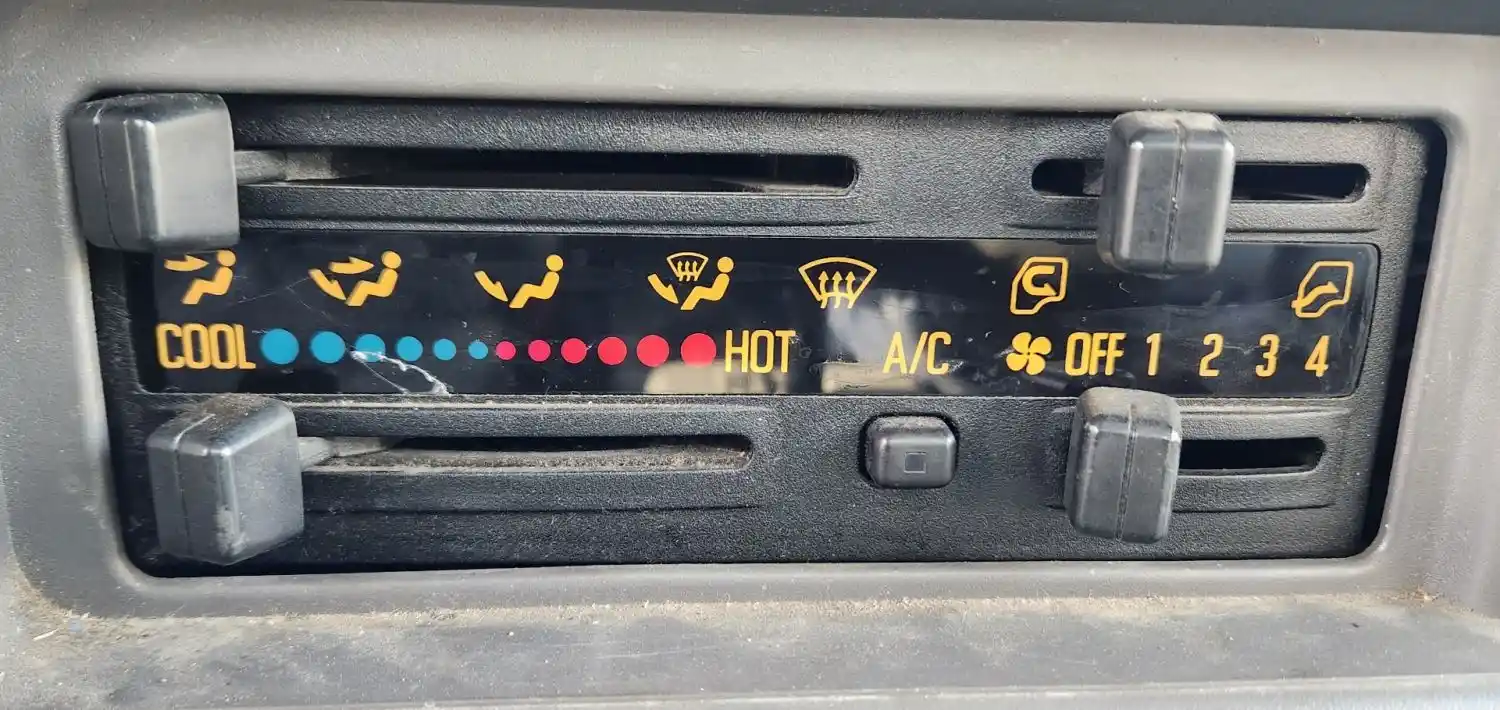 COOL HOT A/C OFF 1 2 3 4